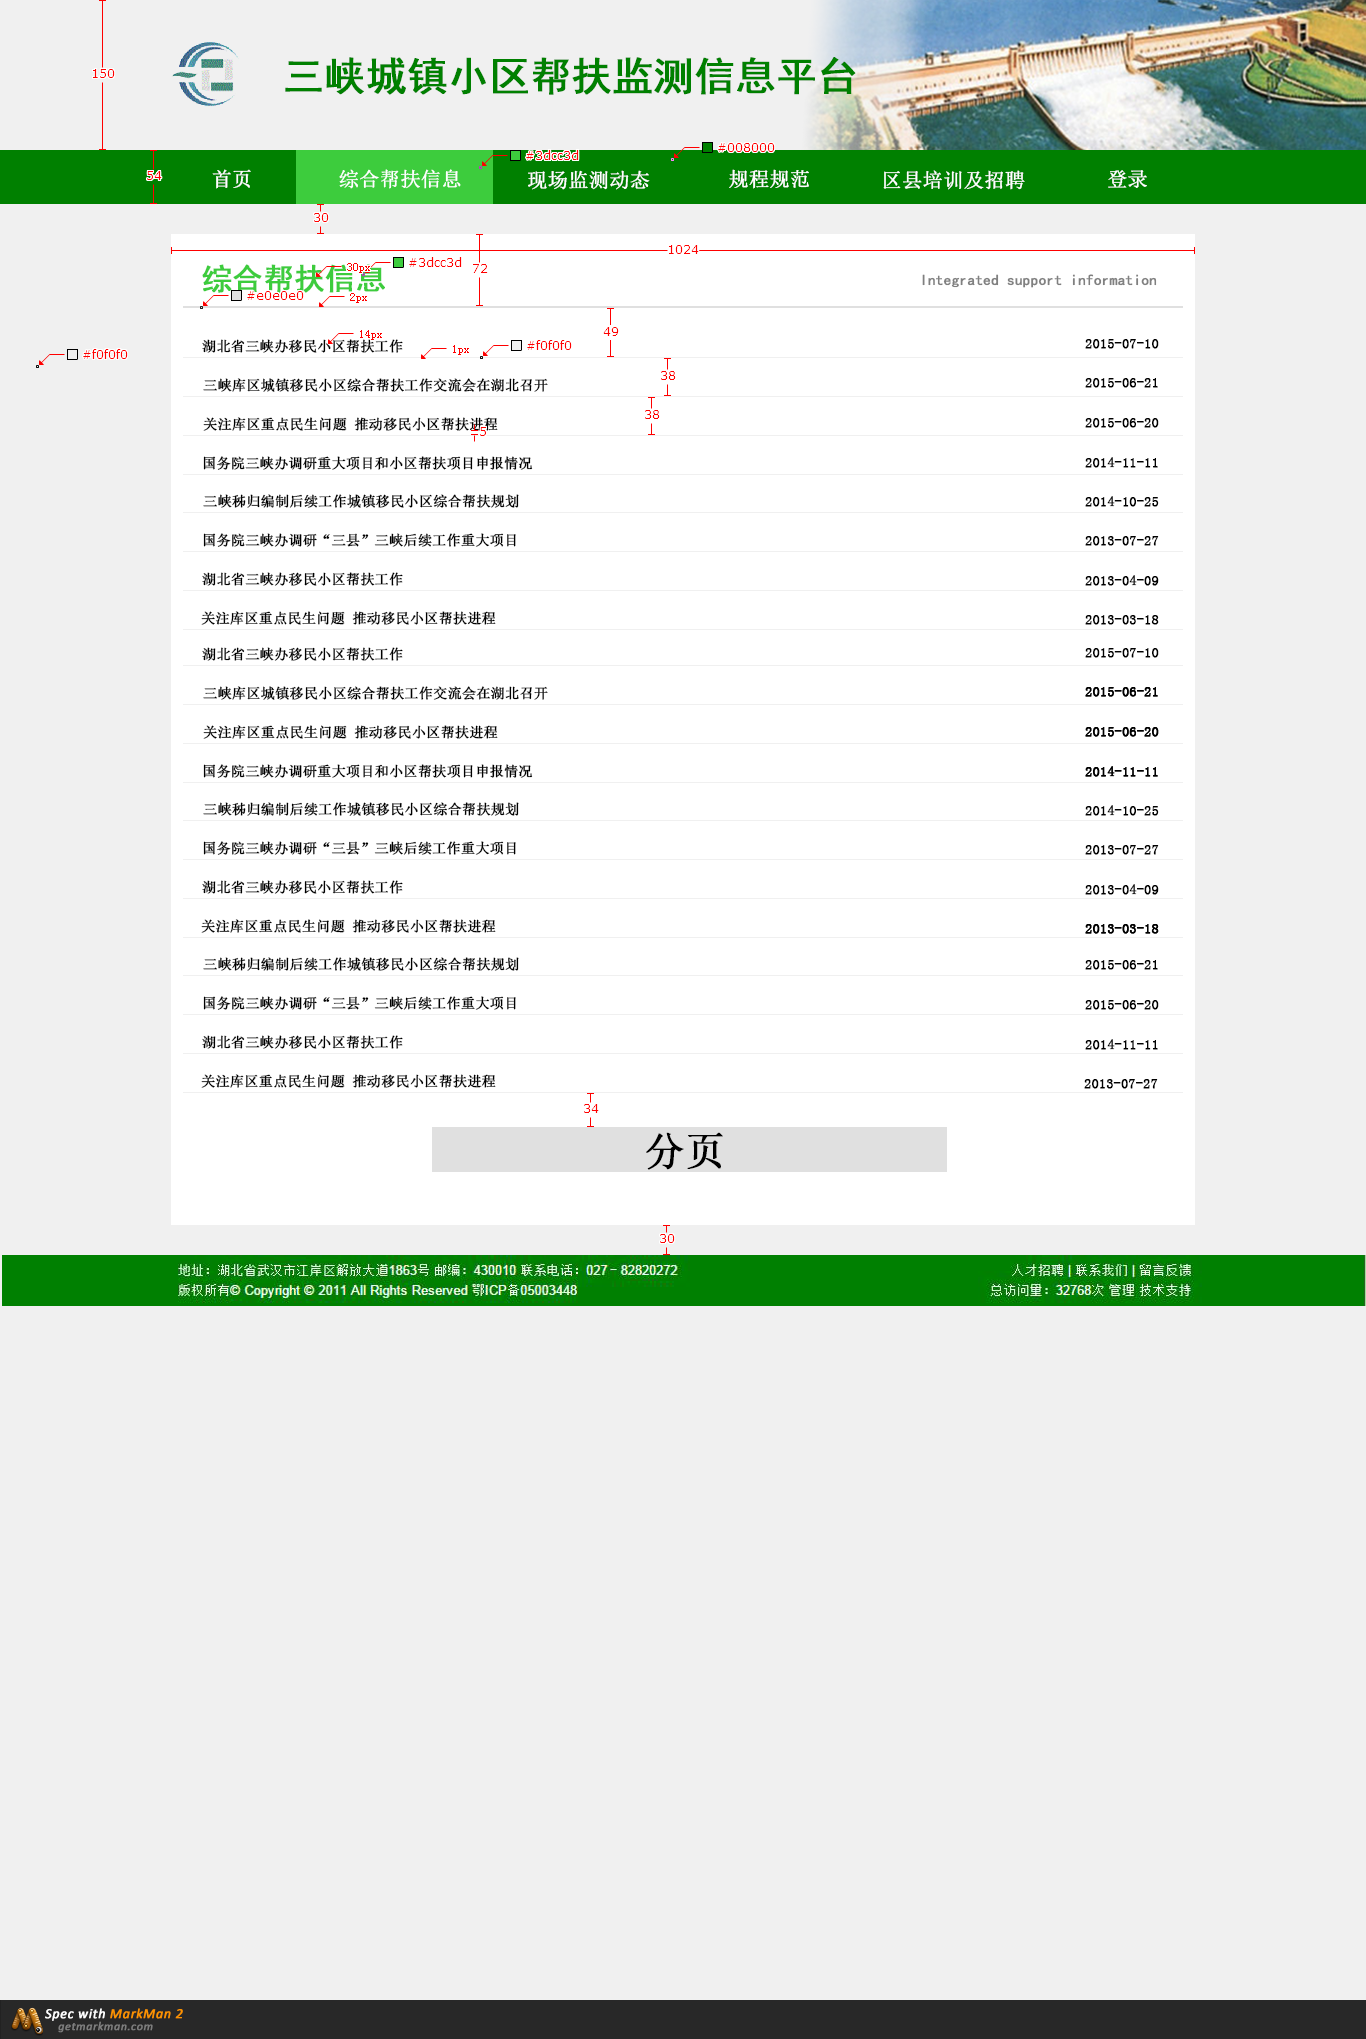 150
三峡城镇小区帮扶监测信息平台
#3dcc3d
#008000
54
首页 综合帮扶信息 现场监测动态 规程规范 区县培训及招聘 登录
30
1024
综合帮扶信息
30px
#3dcc3d
72
Integrated support information
#e0e0e0
2px
49
14px
湖北省三峡办移民小区帮扶工作 2015-07-10
1px
#f0f0f0
#f0f0f0
38
三峡库区城镇移民小区综合帮扶工作交流会在湖北召开 2015-06-21
38
关注库区重点民生问题 推动移民小区帮扶进程 2015-06-20
5
国务院三峡办调研重大项目和小区帮扶项目申报情况 2014-11-11
三峡秭归编制后续工作城镇移民小区综合帮扶规划 2014-10-25
国务院三峡办调研“三县”三峡后续工作重大项目 2013-07-27
湖北省三峡办移民小区帮扶工作 2013-04-09
关注库区重点民生问题 推动移民小区帮扶进程 2013-03-18
湖北省三峡办移民小区帮扶工作 2015-07-10
三峡库区城镇移民小区综合帮扶工作交流会在湖北召开 2015-06-21
关注库区重点民生问题 推动移民小区帮扶进程 2015-06-20
国务院三峡办调研重大项目和小区帮扶项目申报情况 2014-11-11
三峡秭归编制后续工作城镇移民小区综合帮扶规划 2014-10-25
国务院三峡办调研“三县”三峡后续工作重大项目 2013-07-27
湖北省三峡办移民小区帮扶工作 2013-04-09
关注库区重点民生问题 推动移民小区帮扶进程 2013-03-18
三峡秭归编制后续工作城镇移民小区综合帮扶规划 2015-06-21
国务院三峡办调研“三县”三峡后续工作重大项目 2015-06-20
湖北省三峡办移民小区帮扶工作 2014-11-11
关注库区重点民生问题 推动移民小区帮扶进程 2013-07-27
34
分页
30
地址：湖北省武汉市江岸区解放大道1863号 邮编：430010 联系电话：027－82820272 人才招聘 | 联系我们 | 留言反馈
版权所有© Copyright © 2011 All Rights Reserved 鄂ICP备05003448 总访问量：32768次 管理 技术支持
Spec with MarkMan 2
getmarkman.com